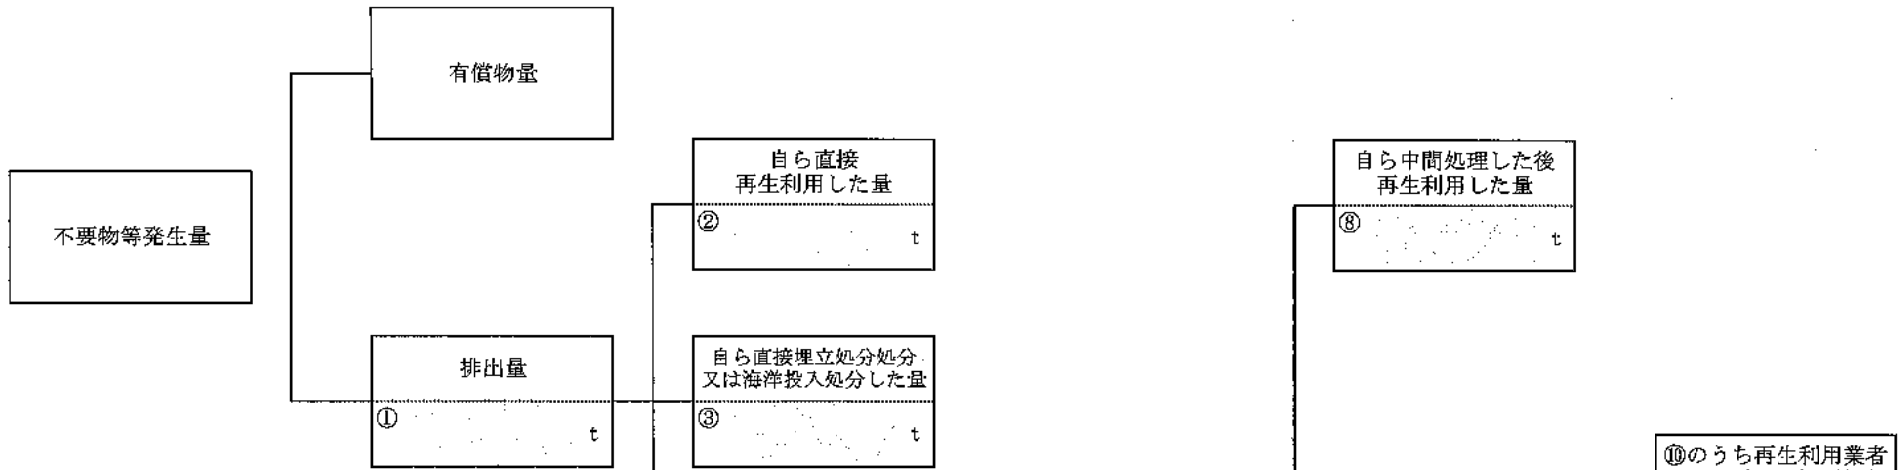 有償物量
自ら直接
再生利用した量
②
t
自ら中間処理した後
再生利用した量
⑧
t
不要物等発生量
排出量
①
t
自ら直接埋立処分処分
又は海洋投入処分した量
③
t
⑩のうち再生利用業者